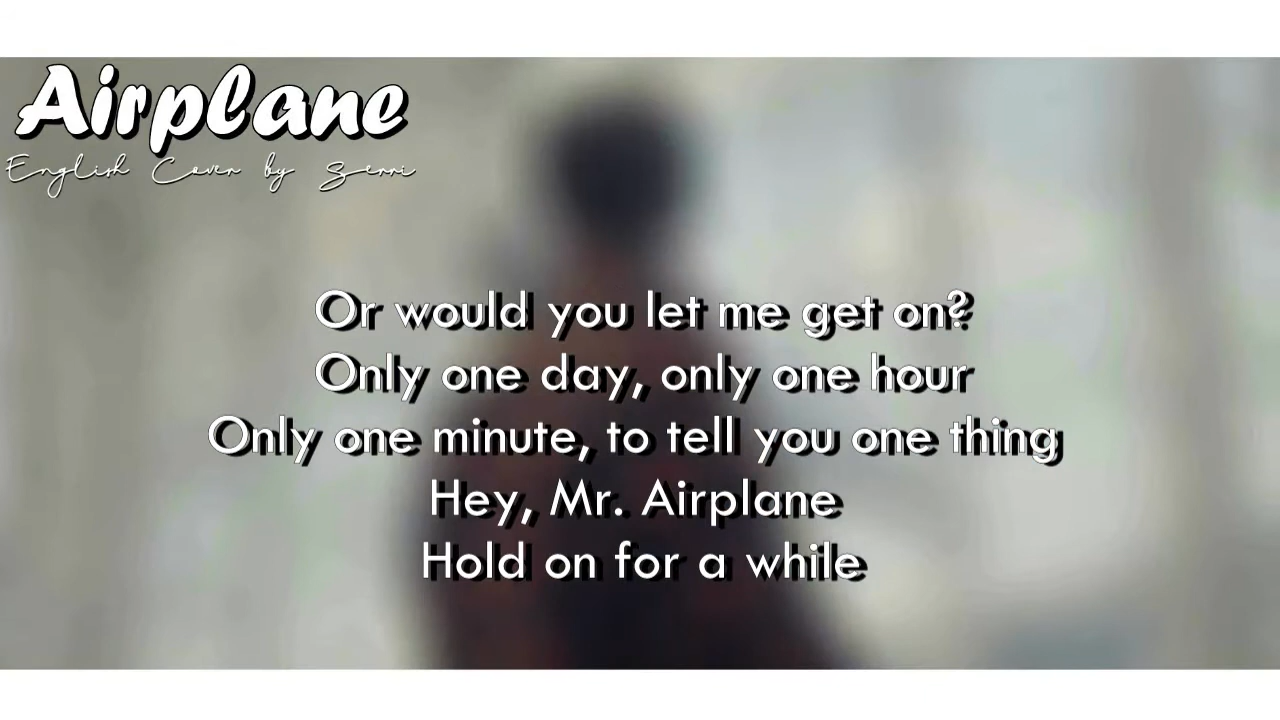 Airplane
English Cover by Zerri
Or would you let me get on?
Only one day, only one hour
Only one minute, to tell you one thing
Hey, Mr. Airplane
Hold on for a while